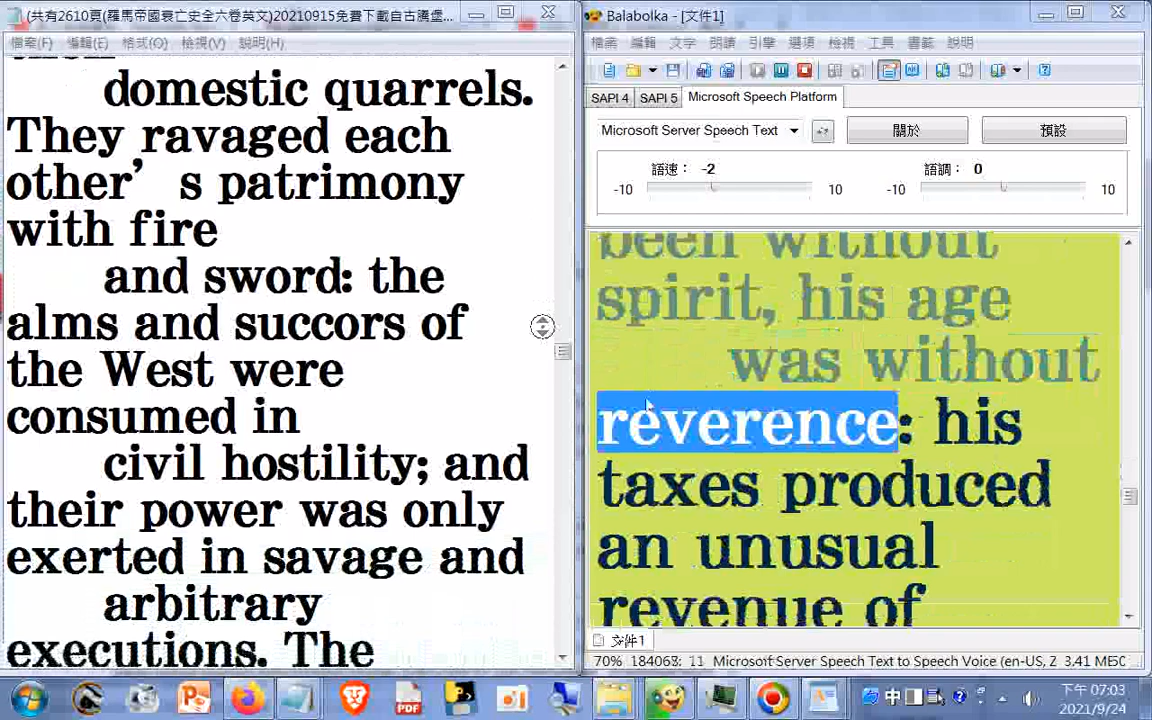 (共有2610頁(羅馬帝國衰亡史全六卷英文)20210915免費下載自古騰堡...
檔案(F) 編輯(E) 格式(O) 檢視(V) 說明(H)
domestic quarrels.
They ravaged each
other’s patrimony
with fire
and sword: the
alms and succors of
the West were
consumed in
civil hostility; and
their power was only
exerted in savage and
arbitrary
executions. The
Balabolka - [文件1]
檔案 編輯 文字 朗讀 引擎 選項 檢視 工具 書籤 說明
SAPI 4 SAPI 5 Microsoft Speech Platform
Microsoft Server Speech Text 關於 預設
語速: -2 語調: 0
-10 10 -10 10
been without
spirit, his age
was without
reverence: his
taxes produced
an unusual
revenue of
文件1
70% 184068: 11 Microsoft Server Speech Text to Speech Voice (en-US, Z 3,41 ME
PDF
中
下午 07:03
2021/9/24